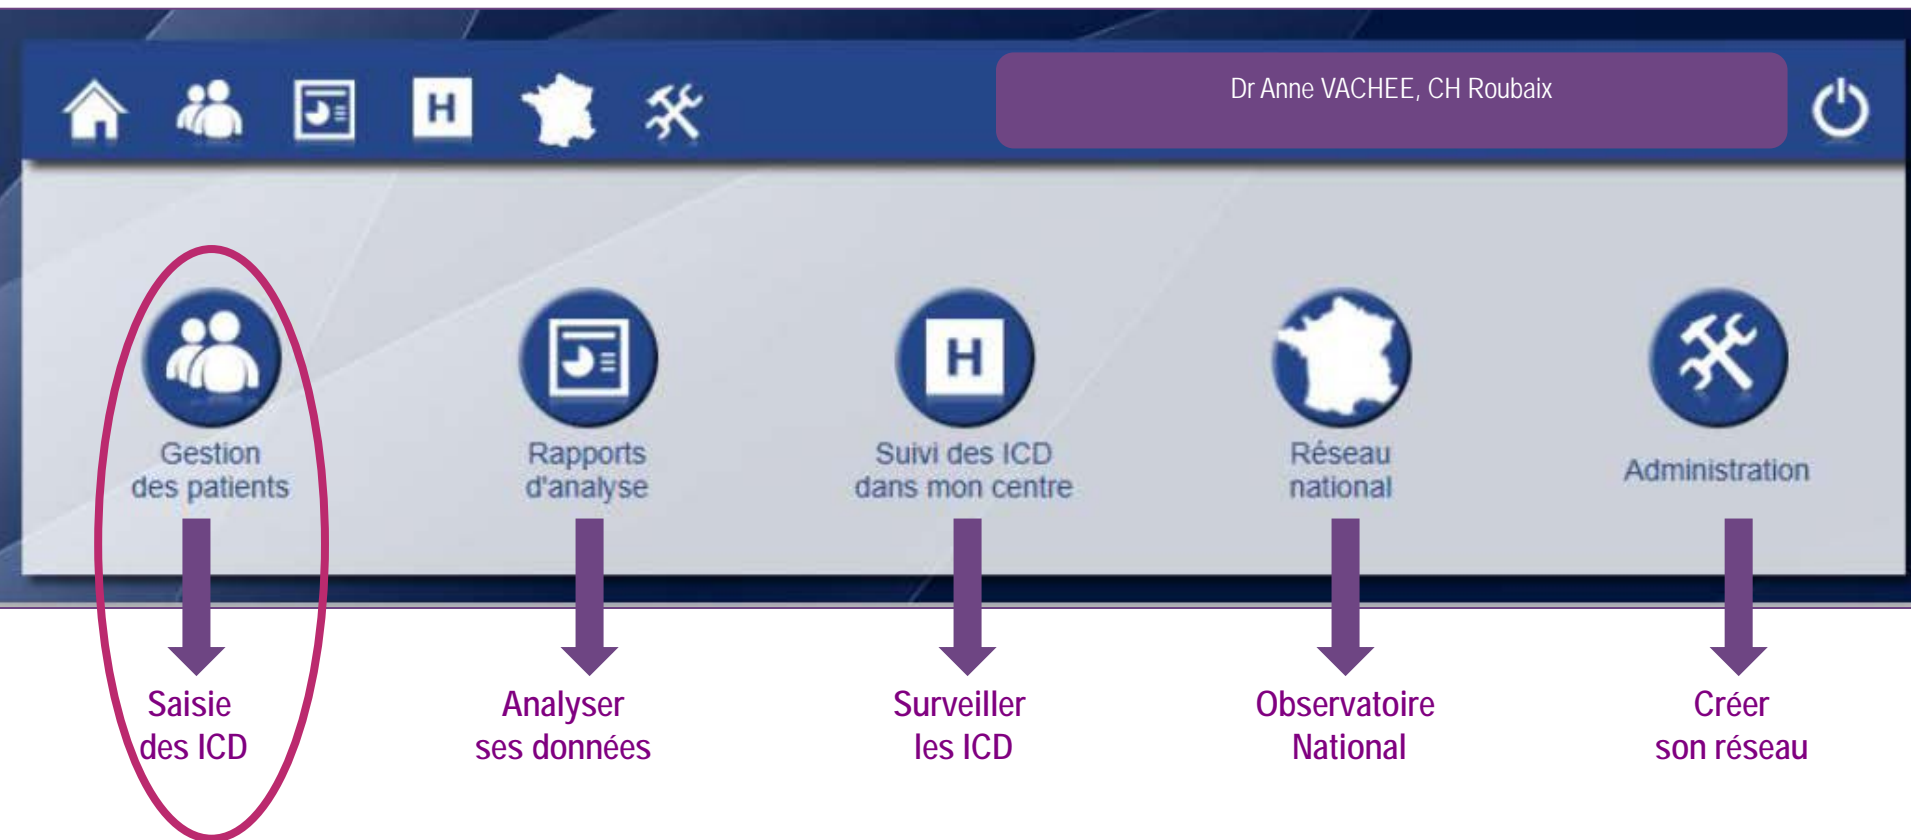 Dr Anne VACHEE, CH Roubaix
H
H
Gestion
des patients
Rapports
d'analyse
Suivi des ICD
dans mon centre
Réseau
national
Administration
Saisie
des ICD
Analyser
ses données
Surveiller
les ICD
Observatoire
National
Créer
son réseau